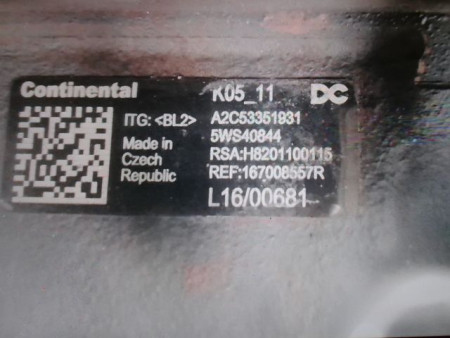 Continental K05_11 DC
ITG: <BL2> A2C53351931
Made in 5WS40844
Czech RSA:H8201100115
Republic REF:167008557R
L16/00681